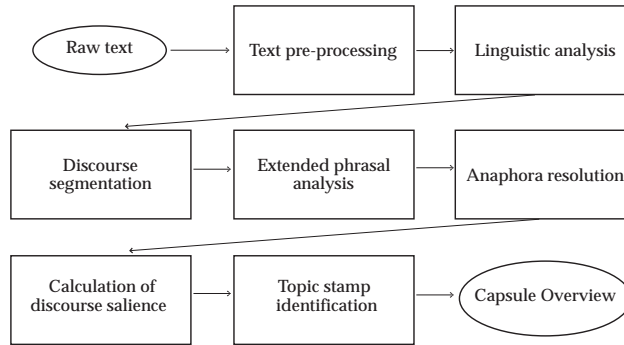 Raw text
Text pre-processing
Linguistic analysis
Discourse
segmentation
Extended phrasal
analysis
Anaphora resolution
Calculation of
discourse salience
Topic stamp
identification
Capsule Overview